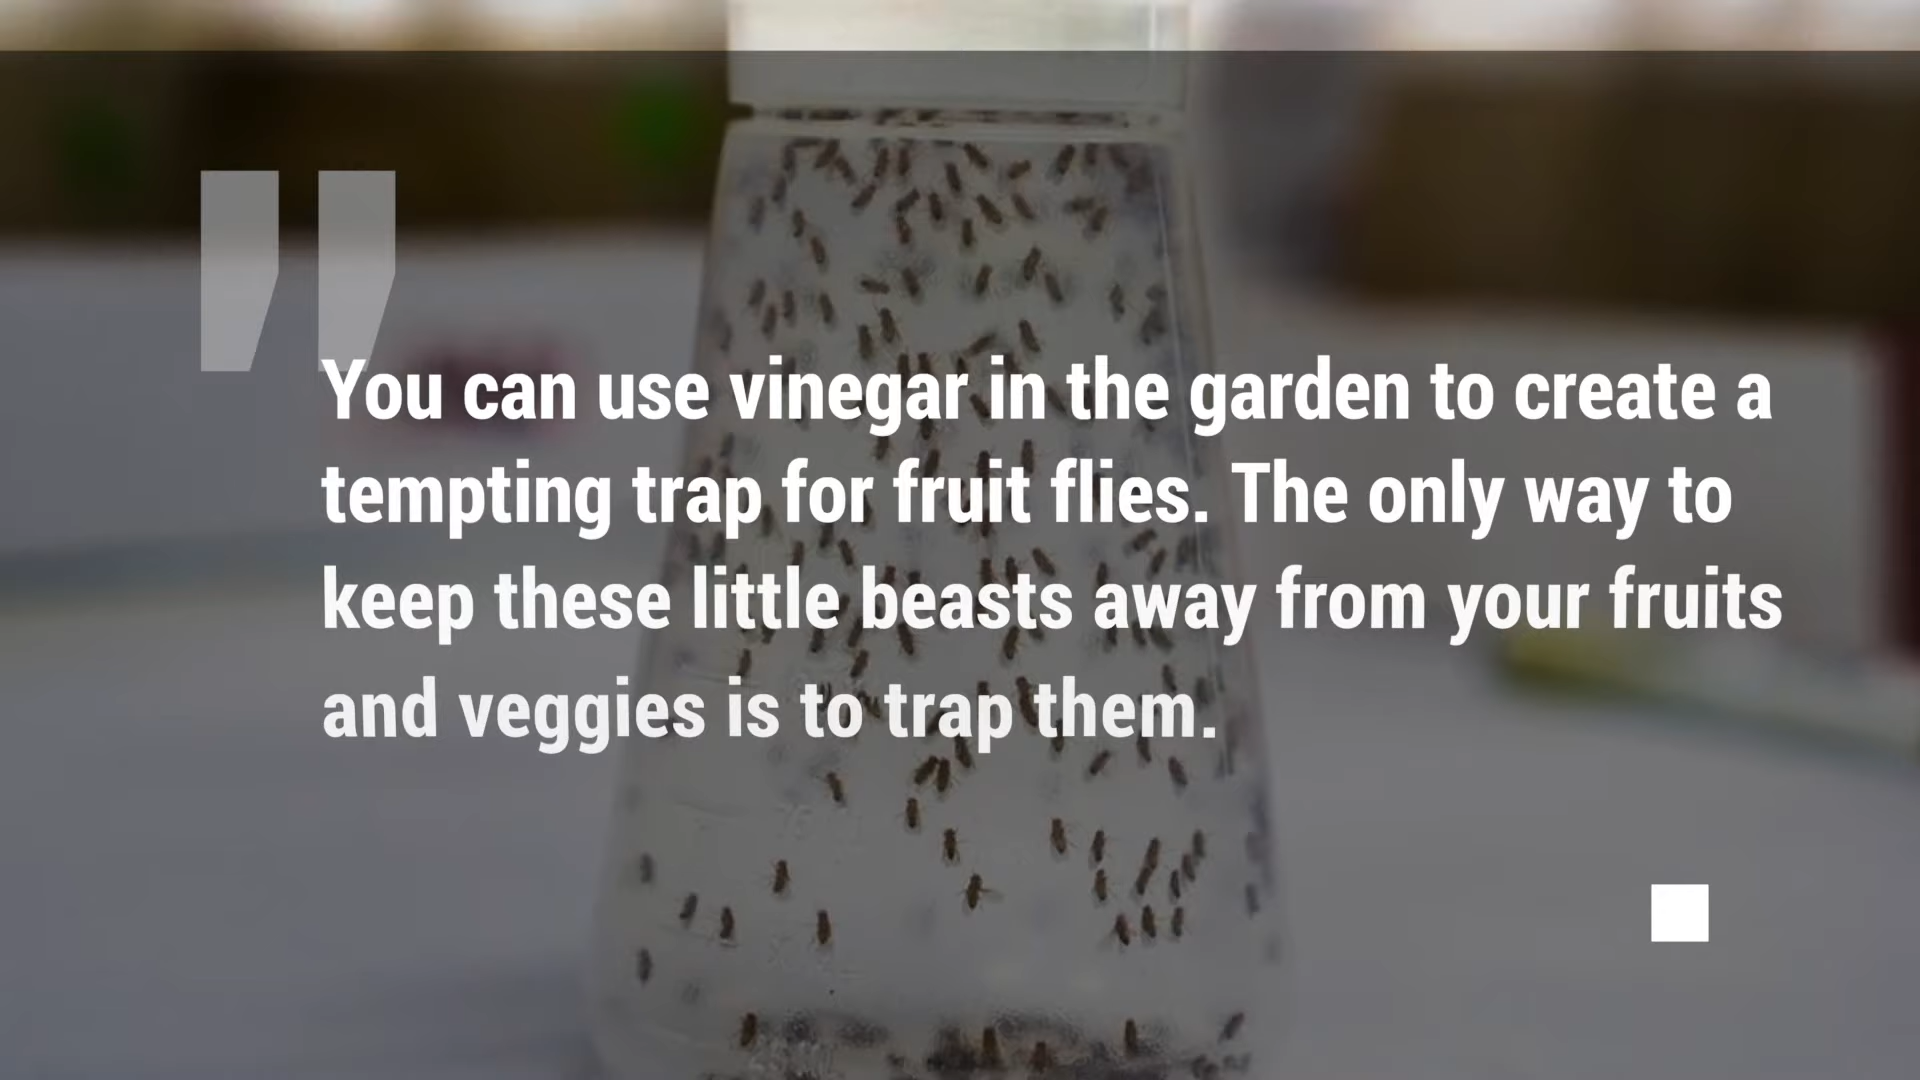 You can use vinegar in the garden to create a
tempting trap for fruit flies. The only way to
keep these little beasts away from your fruits
and veggies is to trap them.